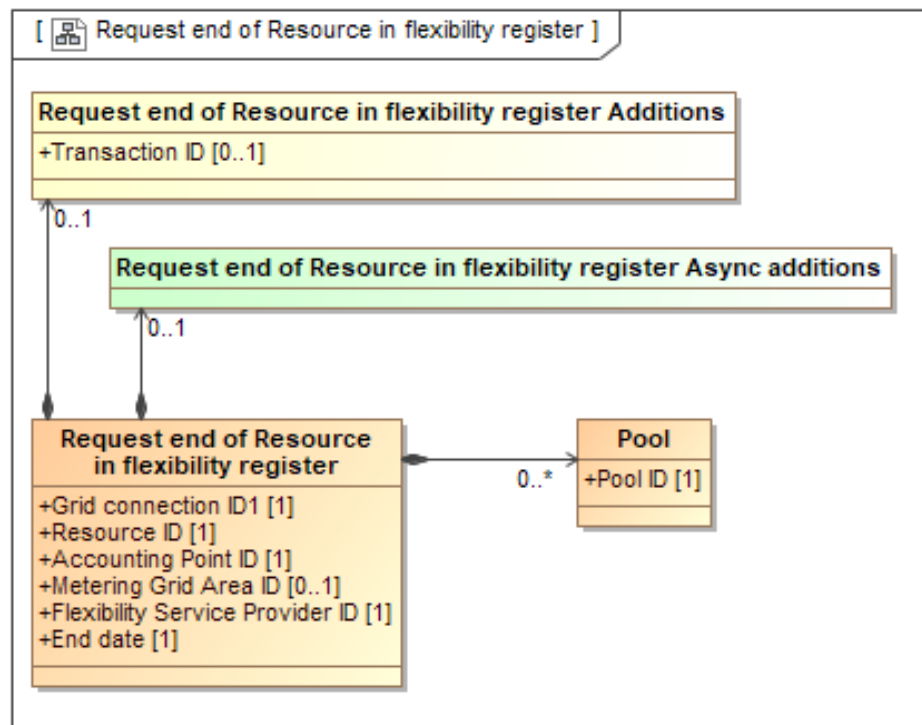 [ Request end of Resource in flexibility register ]
Request end of Resource in flexibility register Additions
+Transaction ID [0..1]
0..1
Request end of Resource in flexibility register Async additions
0..1
Request end of Resource
in flexibility register
+Grid connection ID1 [1]
+Resource ID [1]
+Accounting Point ID [1]
+Metering Grid Area ID [0..1]
+Flexibility Service Provider ID [1]
+End date [1]
0..*
Pool
+Pool ID [1]